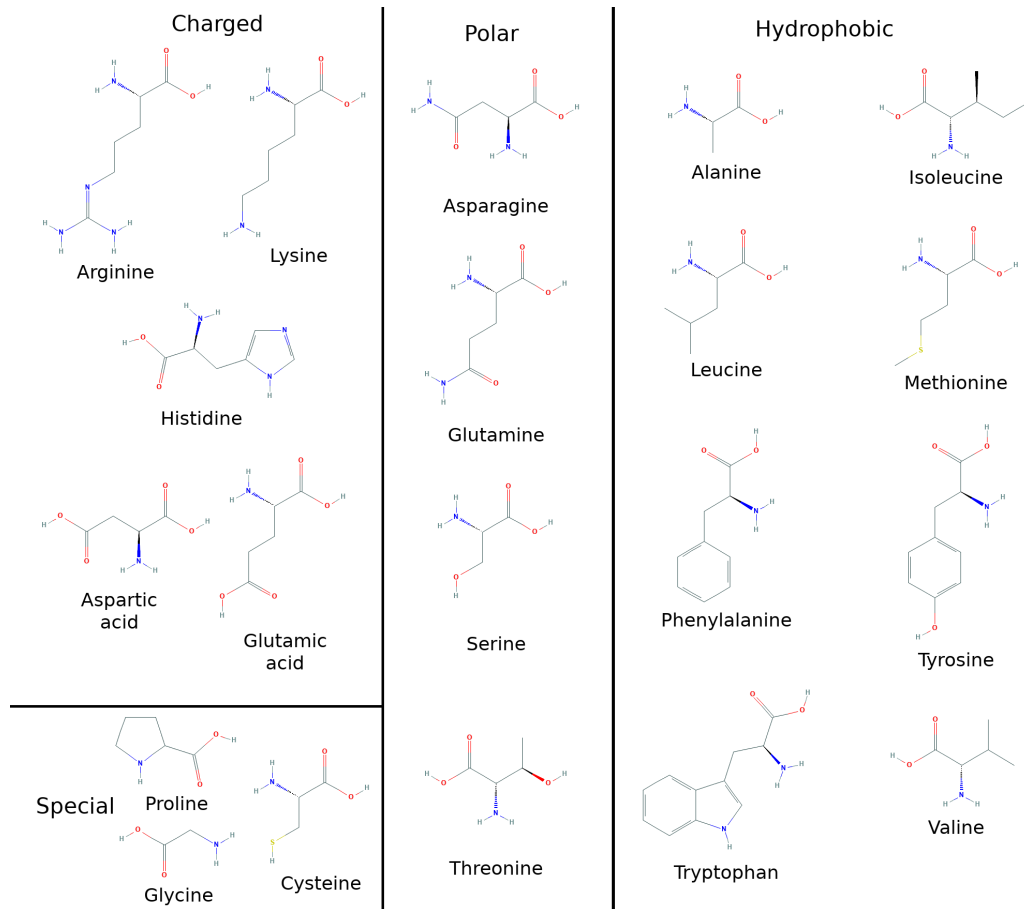 Charged
Arginine
Lysine
Histidine
Aspartic
acid
Glutamic
acid
Special
Proline
Glycine
Cysteine
Polar
Asparagine
Glutamine
Serine
Threonine
Hydrophobic
Alanine
Isoleucine
Leucine
Methionine
Phenylalanine
Tyrosine
Tryptophan
Valine